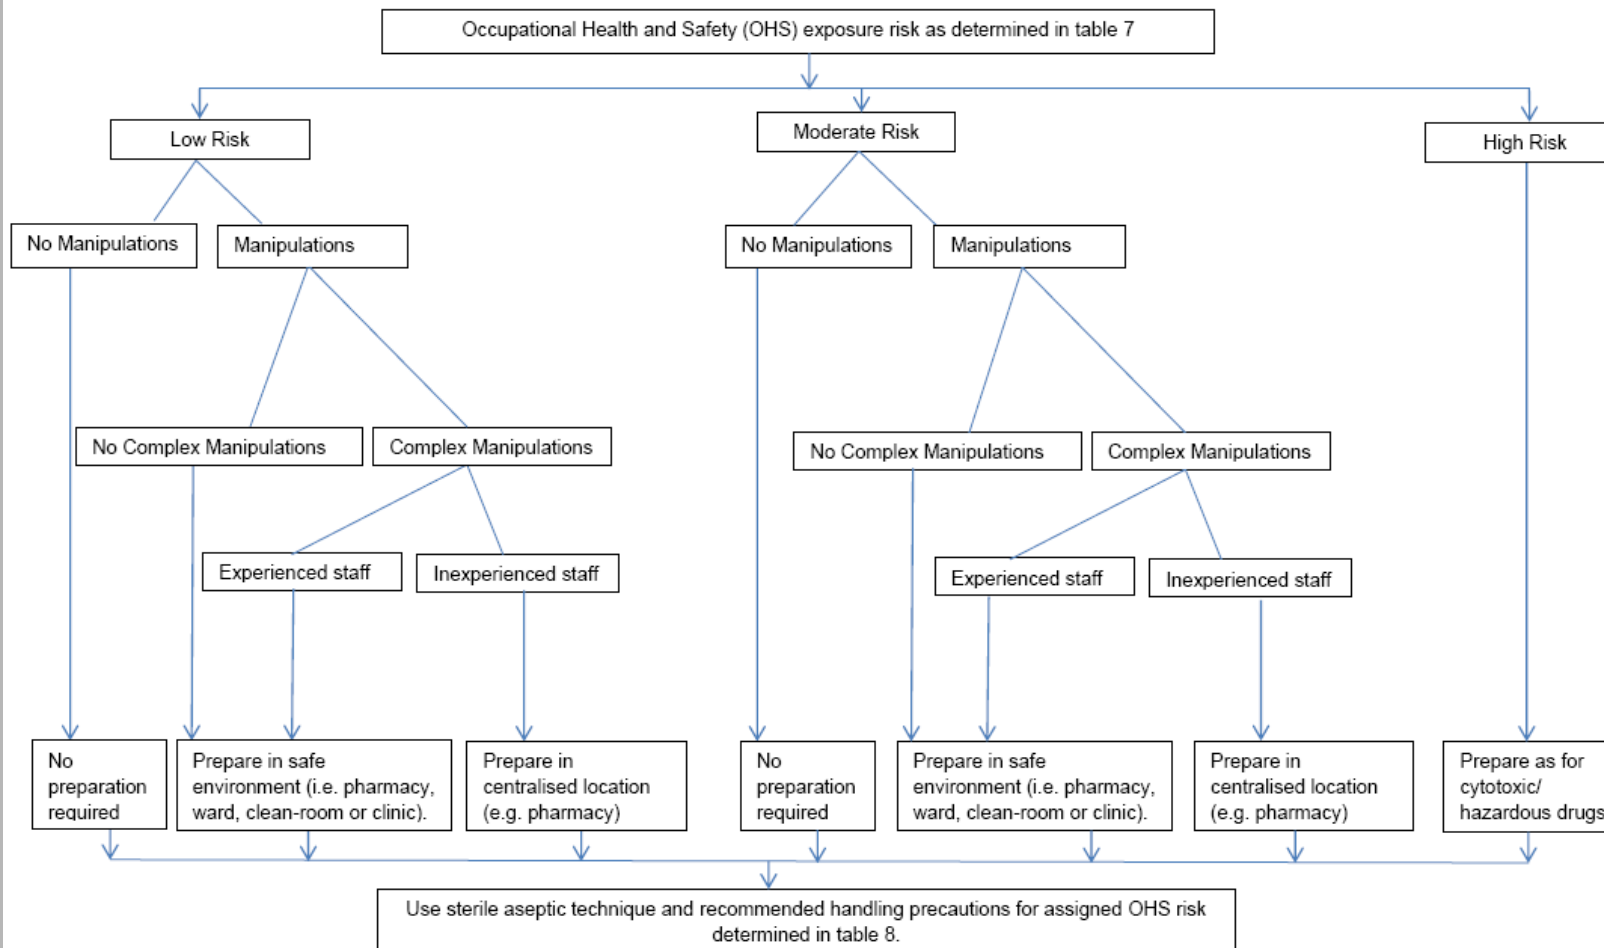 Occupational Health and Safety (OHS) exposure risk as determined in table 7
Low Risk
Moderate Risk
High Risk
No Manipulations
Manipulations
No Manipulations
Manipulations
No Complex Manipulations
Complex Manipulations
No Complex Manipulations
Complex Manipulations
Experienced staff
Inexperienced staff
Experienced staff
Inexperienced staff
No
preparation
required
Prepare in safe
environment (i.e. pharmacy,
ward, clean-room or clinic).
Prepare in
centralised location
(e.g. pharmacy)
No
preparation
required
Prepare in safe
environment (i.e. pharmacy,
ward, clean-room or clinic).
Prepare in
centralised location
(e.g. pharmacy)
Prepare as for
cytotoxic/
hazardous drugs
Use sterile aseptic technique and recommended handling precautions for assigned OHS risk
determined in table 8.